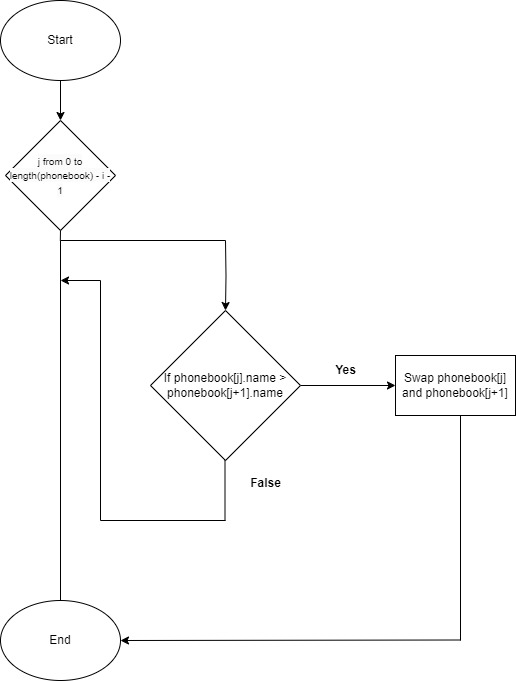 Start
j from 0 to
length(phonebook) - i -
1
If phonebook[j].name >
phonebook[j+1].name
Yes
Swap phonebook[j]
and phonebook[j+1]
False
End